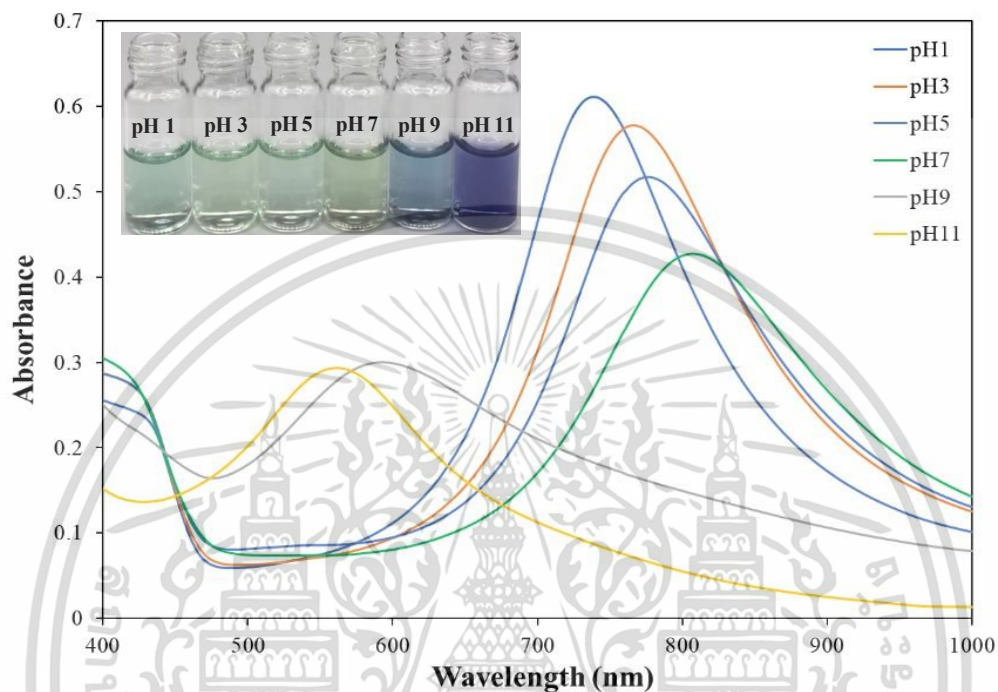 0.7
0.6
0.5
0.4
0.3
0.2
0.1
0
Absorbance
pH 1 pH 3 pH 5 pH 7 pH 9 pH 11
pH1
pH3
pH5
pH7
pH9
pH11
400 500 600 700 800 900 1000
Wavelength (nm)